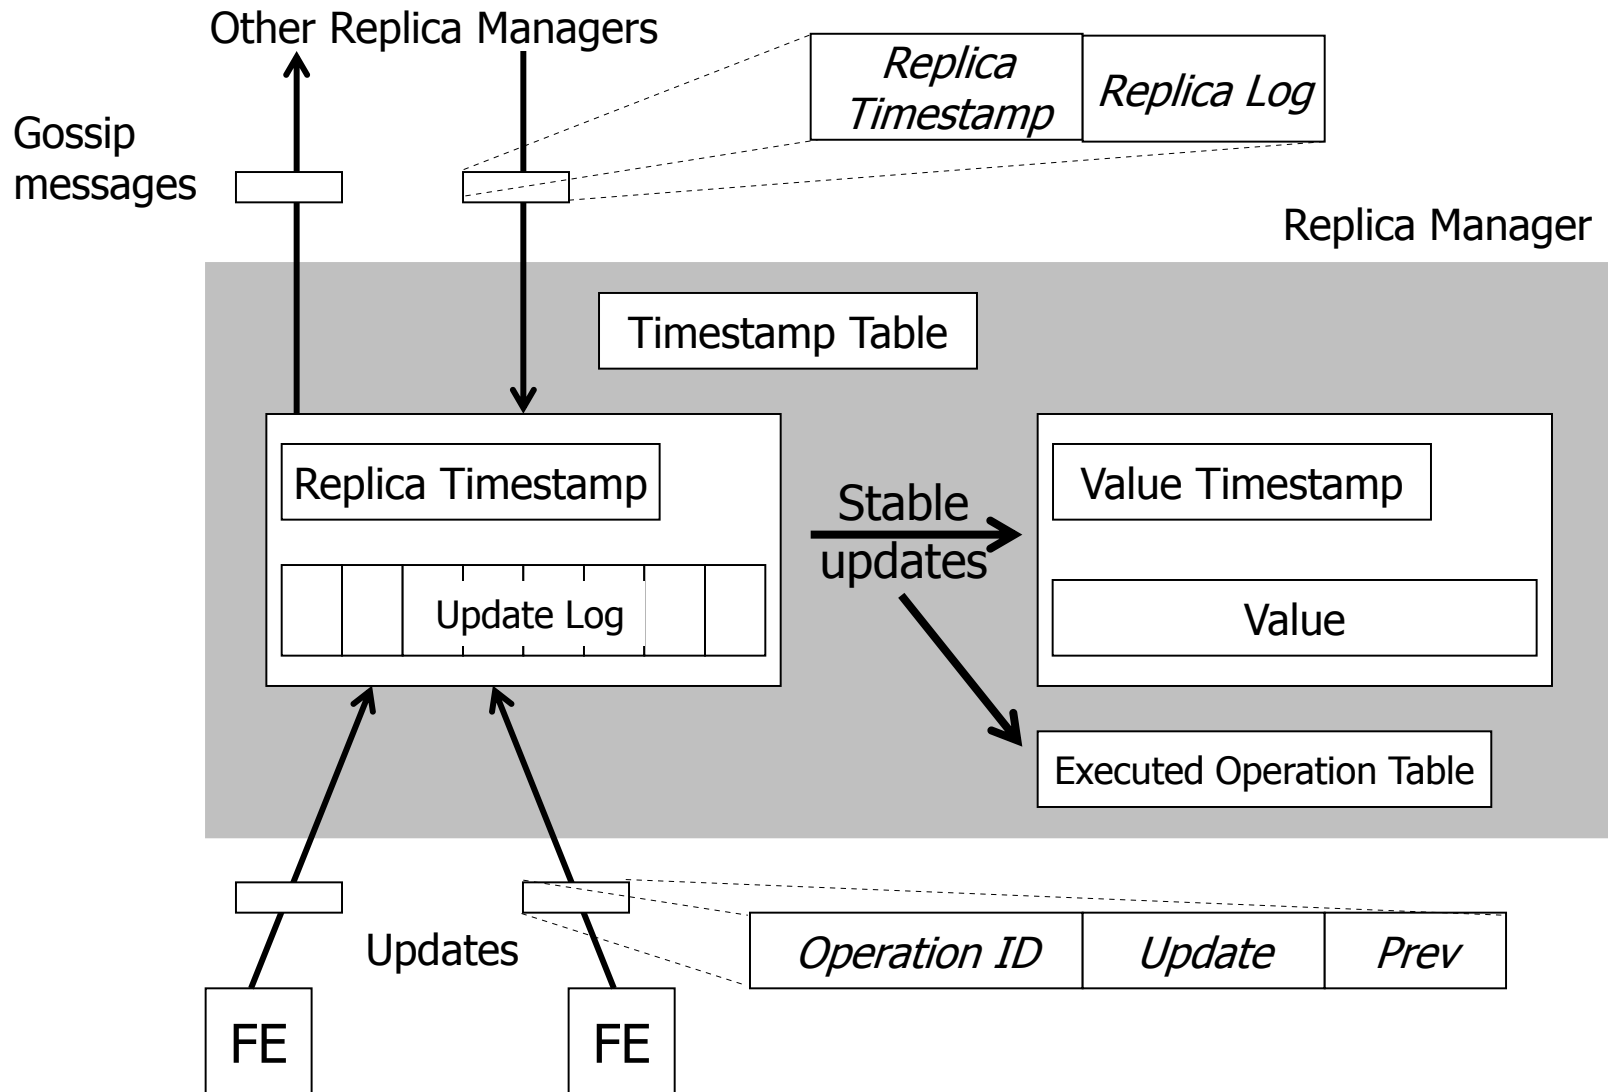 Other Replica Managers
Replica
Timestamp
Replica Log
Gossip
messages
Replica Manager
Timestamp Table
Replica Timestamp
Value Timestamp
Stable
updates
Update Log
Value
Executed Operation Table
Updates
Operation ID
Update
Prev
FE
FE